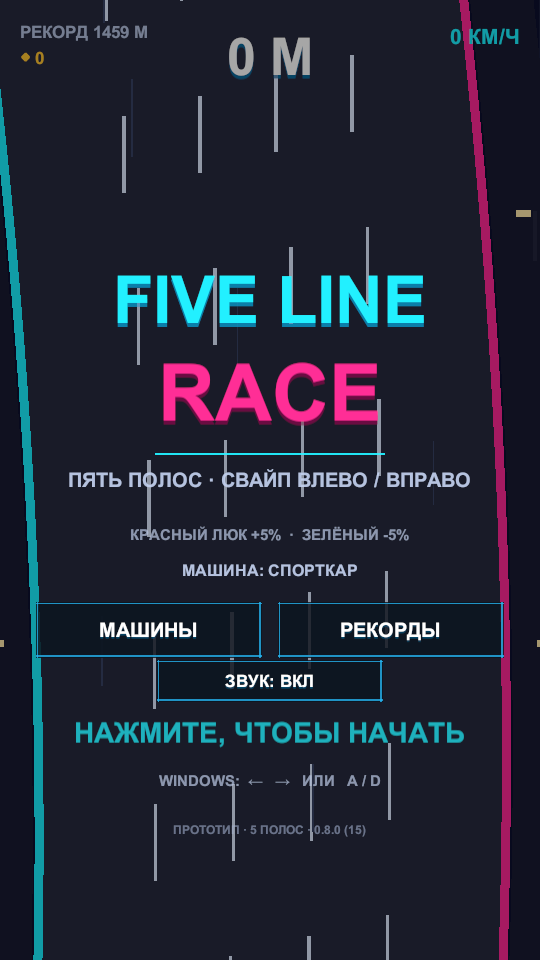 РЕКОРД 1459 М
0
0 М
0 КМ/Ч
FIVE LINE
RACE
ПЯТЬ ПОЛОС · СВАЙП ВЛЕВО / ВПРАВО
КРАСНЫЙ ЛЮК +5% · ЗЕЛЁНЫЙ -5%
МАШИНА: СПОРТКАР
МАШИНЫ
РЕКОРДЫ
ЗВУК: ВКЛ
НАЖМИТЕ, ЧТОБЫ НАЧАТЬ
WINDOWS: ← → ИЛИ A / D
ПРОТОТИП · 5 ПОЛОС · 0.8.0 (15)